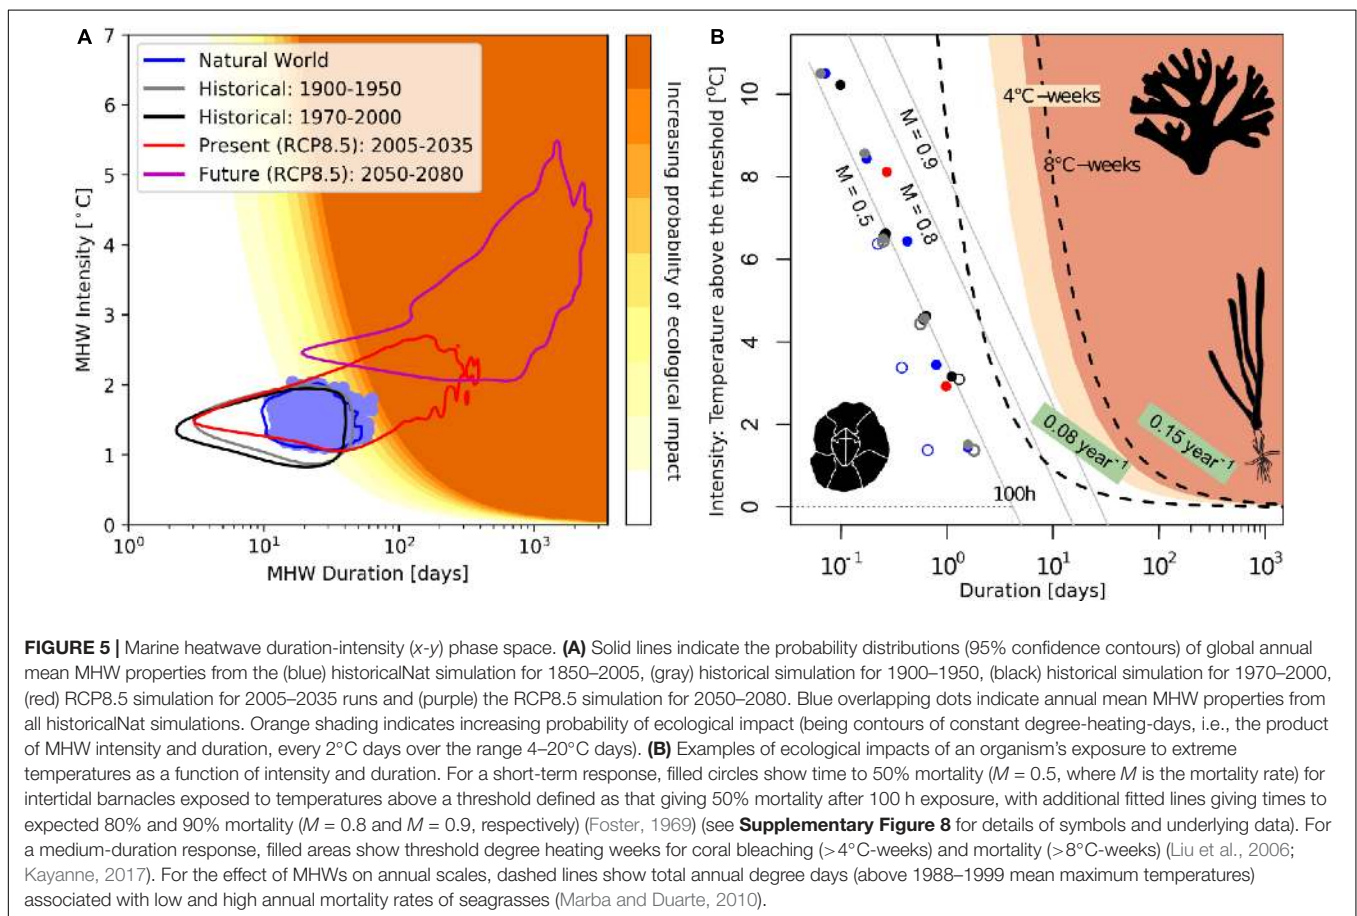 A
7
6
5
4
3
2
1
0
MHW Intensity [°C]
Natural World
Historical: 1900-1950
Historical: 1970-2000
Present (RCP8.5): 2005-2035
Future (RCP8.5): 2050-2080
10⁰
10¹
10²
10³
MHW Duration [days]
Increasing probability of ecological impact
B
10
8
6
4
2
0
Intensity: Temperature above the threshold [°C]
4°C–weeks
8°C–weeks
M = 0.9
M = 0.8
M = 0.5
0.08 year⁻¹
0.15 year⁻¹
100h
10⁻¹
10⁰
10¹
10²
10³
Duration [days]
FIGURE 5 | Marine heatwave duration-intensity (x-y) phase space. (A) Solid lines indicate the probability distributions (95% confidence contours) of global annual
mean MHW properties from the (blue) historicalNat simulation for 1850–2005, (gray) historical simulation for 1900–1950, (black) historical simulation for 1970–2000,
(red) RCP8.5 simulation for 2005–2035 runs and (purple) the RCP8.5 simulation for 2050–2080. Blue overlapping dots indicate annual mean MHW properties from
all historicalNat simulations. Orange shading indicates increasing probability of ecological impact (being contours of constant degree-heating-days, i.e., the product
of MHW intensity and duration, every 2°C days over the range 4–20°C days). (B) Examples of ecological impacts of an organism's exposure to extreme
temperatures as a function of intensity and duration. For a short-term response, filled circles show time to 50% mortality (M = 0.5, where M is the mortality rate) for
intertidal barnacles exposed to temperatures above a threshold defined as that giving 50% mortality after 100 h exposure, with additional fitted lines giving times to
expected 80% and 90% mortality (M = 0.8 and M = 0.9, respectively) (Foster, 1969) (see Supplementary Figure 8 for details of symbols and underlying data). For
a medium-duration response, filled areas show threshold degree heating weeks for coral bleaching (>4°C-weeks) and mortality (>8°C-weeks) (Liu et al., 2006;
Kayanne, 2017). For the effect of MHWs on annual scales, dashed lines show total annual degree days (above 1988–1999 mean maximum temperatures)
associated with low and high annual mortality rates of seagrasses (Marba and Duarte, 2010).